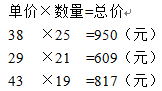 单价×数量=总价
38 ×25 =950（元）
29 ×21 =609（元）
43 ×19 =817（元）